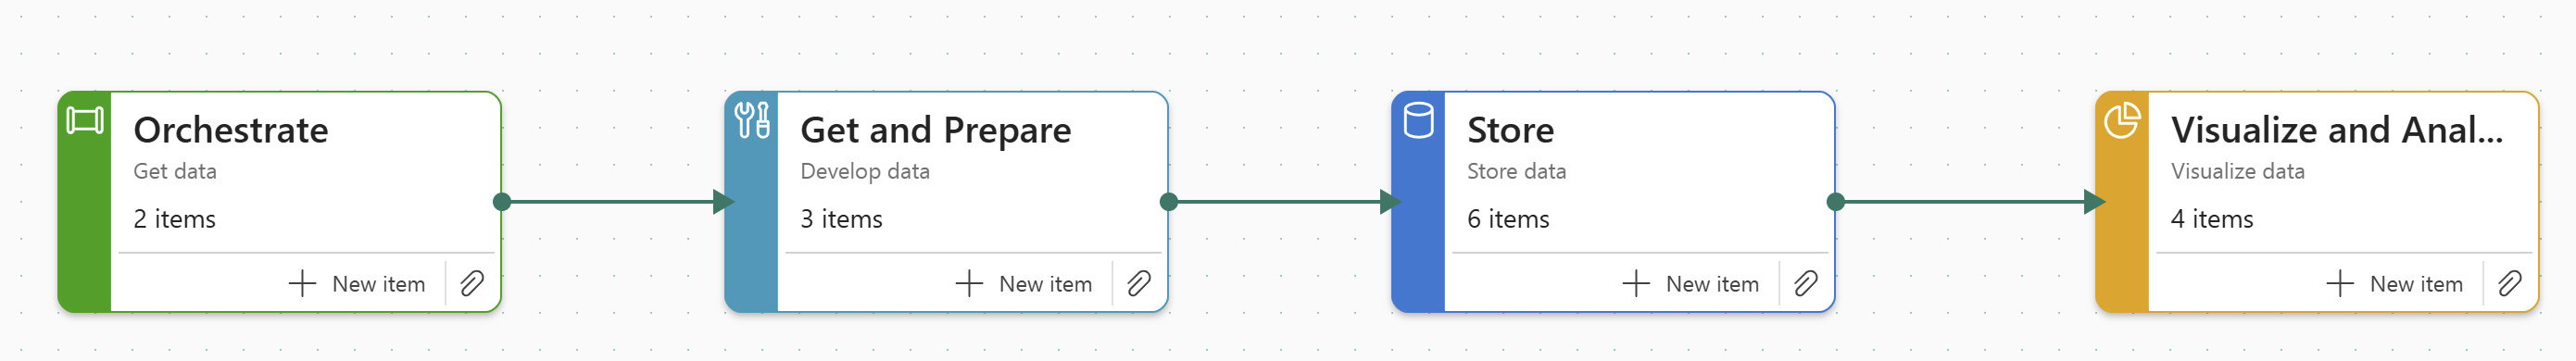 Orchestrate
Get data
2 items
New item
Get and Prepare
Develop data
3 items
New item
Store
Store data
6 items
New item
Visualize and Anal...
Visualize data
4 items
New item